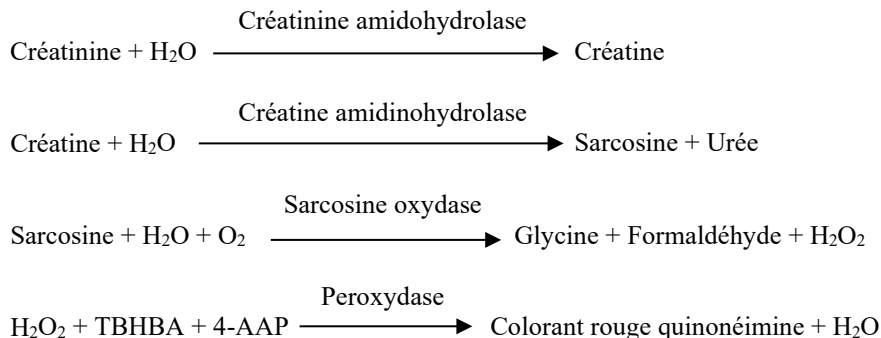 Créatinine amidohydrolase
Créatinine + H₂O Créatine
Créatine amidinohydrolase
Créatine + H₂O Sarcosine + Urée
Sarcosine oxydase
Sarcosine + H₂O + O₂ Glycine + Formaldéhyde + H₂O₂
Peroxydase
H₂O₂ + TBHBA + 4-AAP Colorant rouge quinonéimine + H₂O